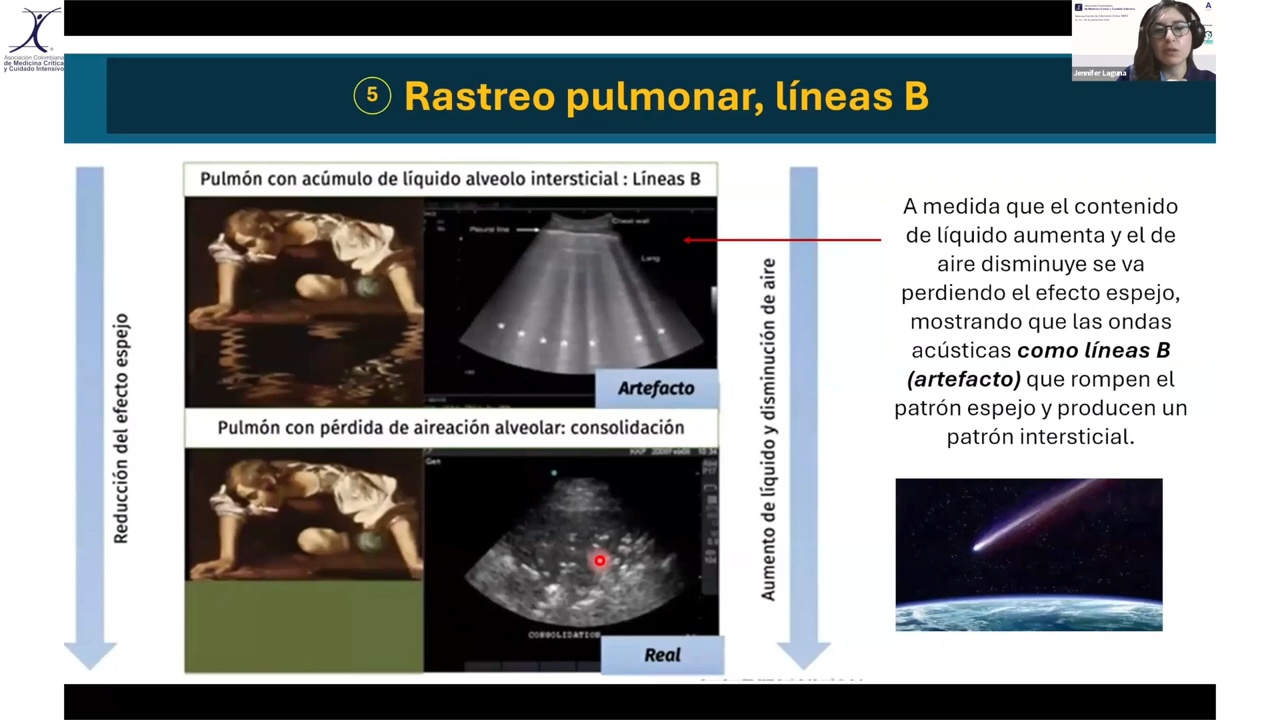 Asociación Colombiana
de Medicina Crítica
y Cuidado Intensivo
Jennifer Laguna
5 Rastreo pulmonar, líneas B
Reducción del efecto espejo
Pulmón con acúmulo de líquido alveolo intersticial : Líneas B
Chest wall
Pleural line
Lung
Artefacto
Pulmón con pérdida de aireación alveolar: consolidación
Gen
CONSOLIDATION
Real
Aumento de líquido y disminución de aire
A medida que el contenido
de líquido aumenta y el de
aire disminuye se va
perdiendo el efecto espejo,
mostrando que las ondas
acústicas como líneas B
(artefacto) que rompen el
patrón espejo y producen un
patrón intersticial.